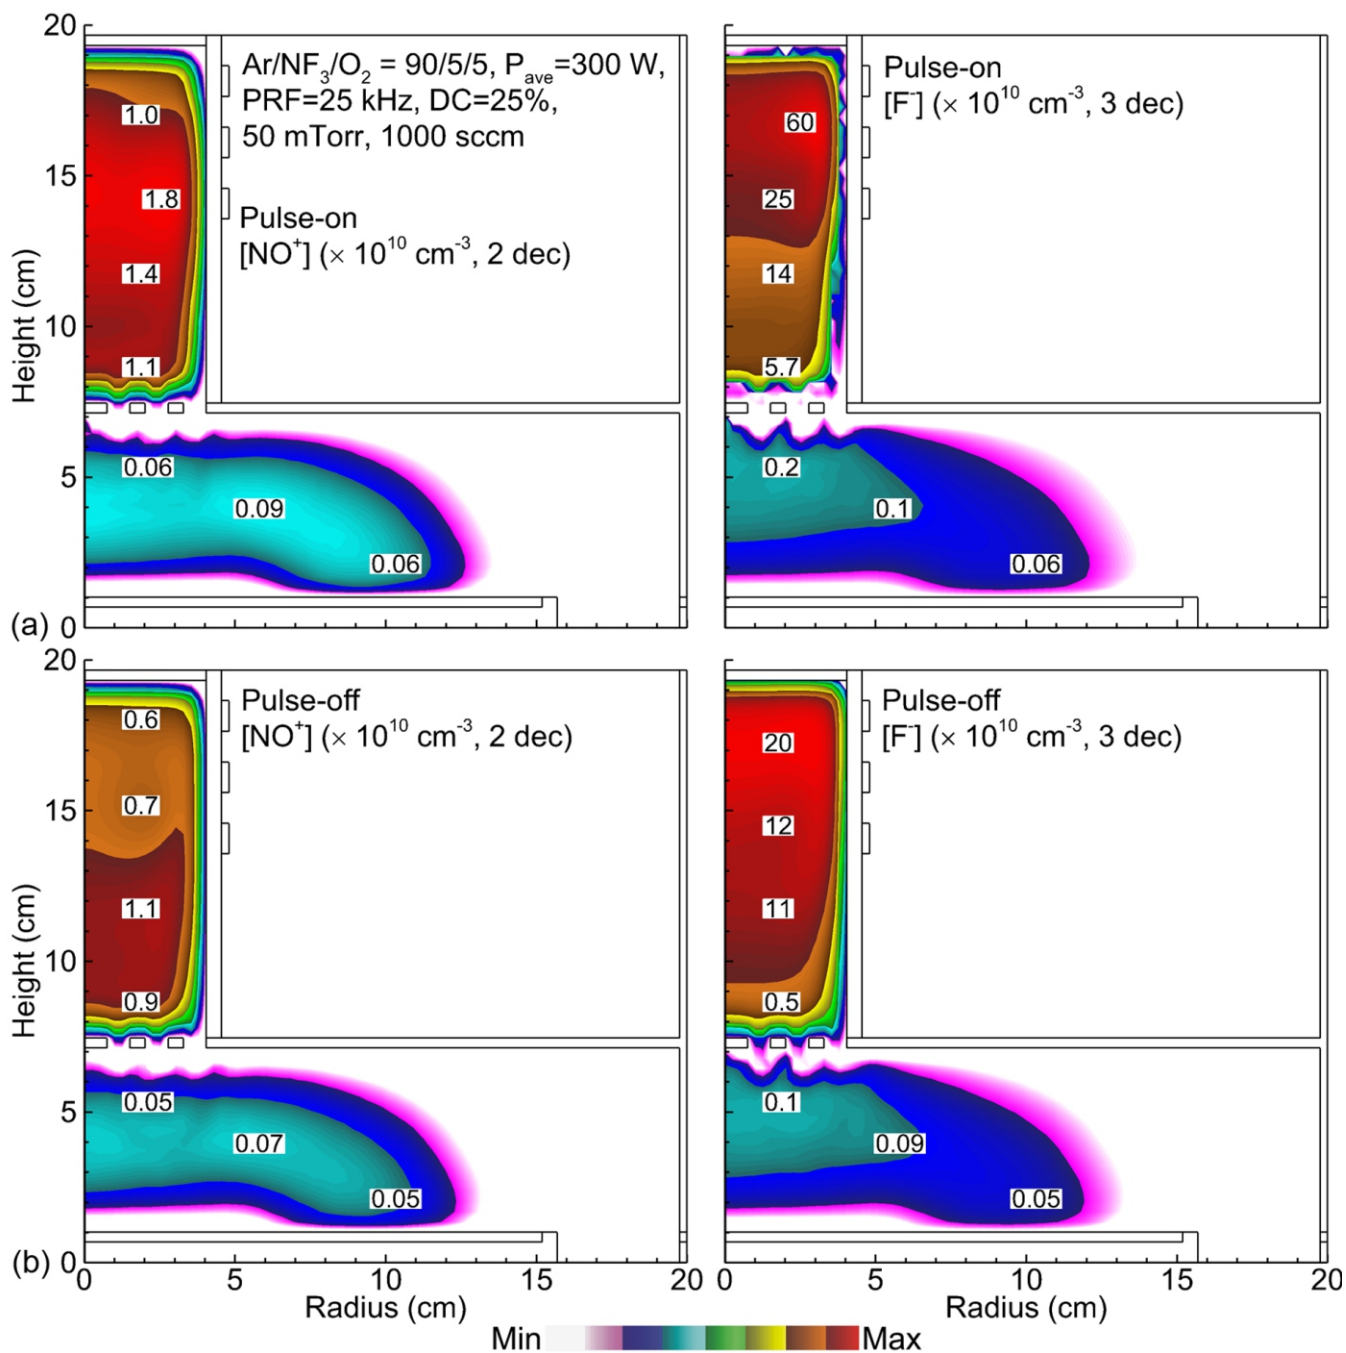 20
Ar/NF₃/O₂ = 90/5/5, Pₐᵥₑ=300 W,
PRF=25 kHz, DC=25%,
50 mTorr, 1000 sccm
Pulse-on
[NO⁺] (× 10¹⁰ cm⁻³, 2 dec)
1.0
1.8
1.4
1.1
0.06
0.09
0.06
15
10
5
0
Height (cm)
(a)
Pulse-on
[F⁻] (× 10¹⁰ cm⁻³, 3 dec)
60
25
14
5.7
0.2
0.1
0.06
20
Pulse-off
[NO⁺] (× 10¹⁰ cm⁻³, 2 dec)
0.6
0.7
1.1
0.9
0.05
0.07
0.05
15
10
5
0
Height (cm)
(b)
Pulse-off
[F⁻] (× 10¹⁰ cm⁻³, 3 dec)
20
12
11
0.5
0.1
0.09
0.05
0 5 10 15 20
Radius (cm)
0 5 10 15 20
Radius (cm)
Min Max